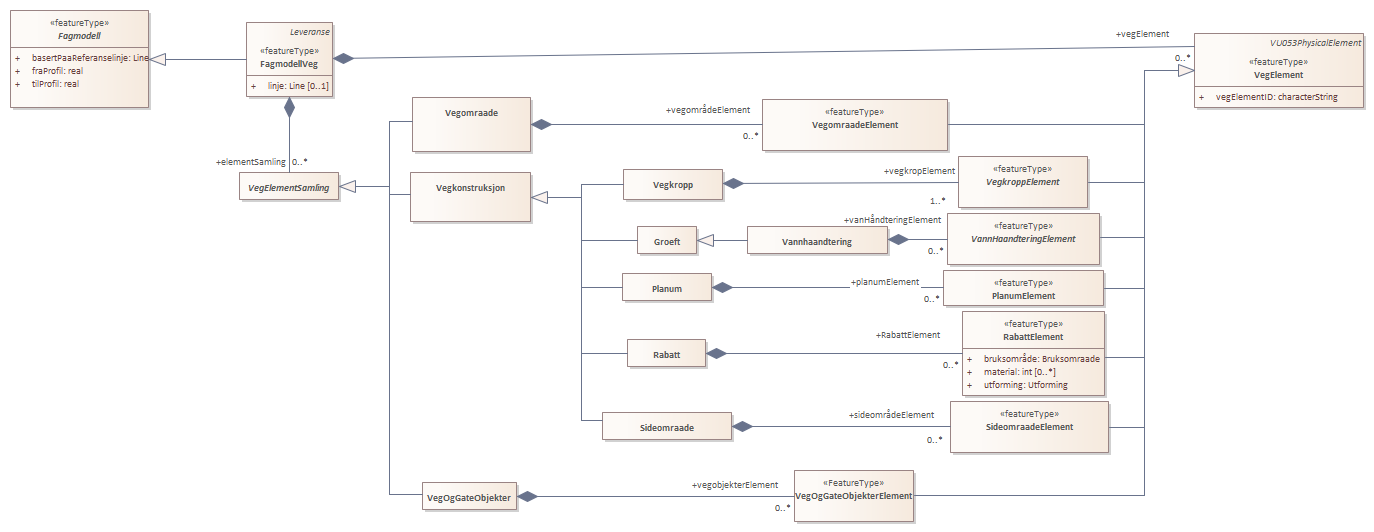 «featureType»
Fagmodell
+ basertPaaReferanselinje: Line
+ fraProfil: real
+ tilProfil: real
Leveranse
«featureType»
FagmodellVeg
+ linje: Line [0..1]
+vegElement
0..*
VU053PhysicalElement
«featureType»
VegElement
+ vegElementID: characterString
+elementSamling 0..*
VegElementSamling
Vegomraade
+vegområdeElement
0..*
«featureType»
VegomraadeElement
Vegkonstruksjon
Vegkropp
+vegkropElement
1..*
«featureType»
VegkroppElement
Groeft
Vannhaandtering
+vanHåndteringElement
0..*
«featureType»
VannHaandteringElement
Planum
+planumElement
0..*
«featureType»
PlanumElement
Rabatt
+RabattElement
0..*
«featureType»
RabattElement
+ bruksområde: Bruksomraade
+ material: int [0..*]
+ utforming: Utforming
Sideomraade
+sideområdeElement
0..*
«featureType»
SideomraadeElement
VegOgGateObjekter
+vegobjekterElement
0..*
«FeatureType»
VegOgGateObjekterElement